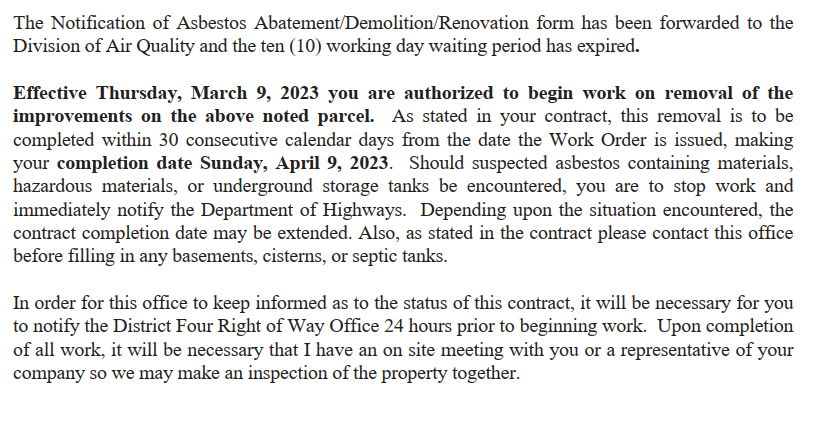 The Notification of Asbestos Abatement/Demolition/Renovation form has been forwarded to the
Division of Air Quality and the ten (10) working day waiting period has expired.
Effective Thursday, March 9, 2023 you are authorized to begin work on removal of the
improvements on the above noted parcel. As stated in your contract, this removal is to be
completed within 30 consecutive calendar days from the date the Work Order is issued, making
your completion date Sunday, April 9, 2023. Should suspected asbestos containing materials,
hazardous materials, or underground storage tanks be encountered, you are to stop work and
immediately notify the Department of Highways. Depending upon the situation encountered, the
contract completion date may be extended. Also, as stated in the contract please contact this office
before filling in any basements, cisterns, or septic tanks.
In order for this office to keep informed as to the status of this contract, it will be necessary for you
to notify the District Four Right of Way Office 24 hours prior to beginning work. Upon completion
of all work, it will be necessary that I have an on site meeting with you or a representative of your
company so we may make an inspection of the property together.